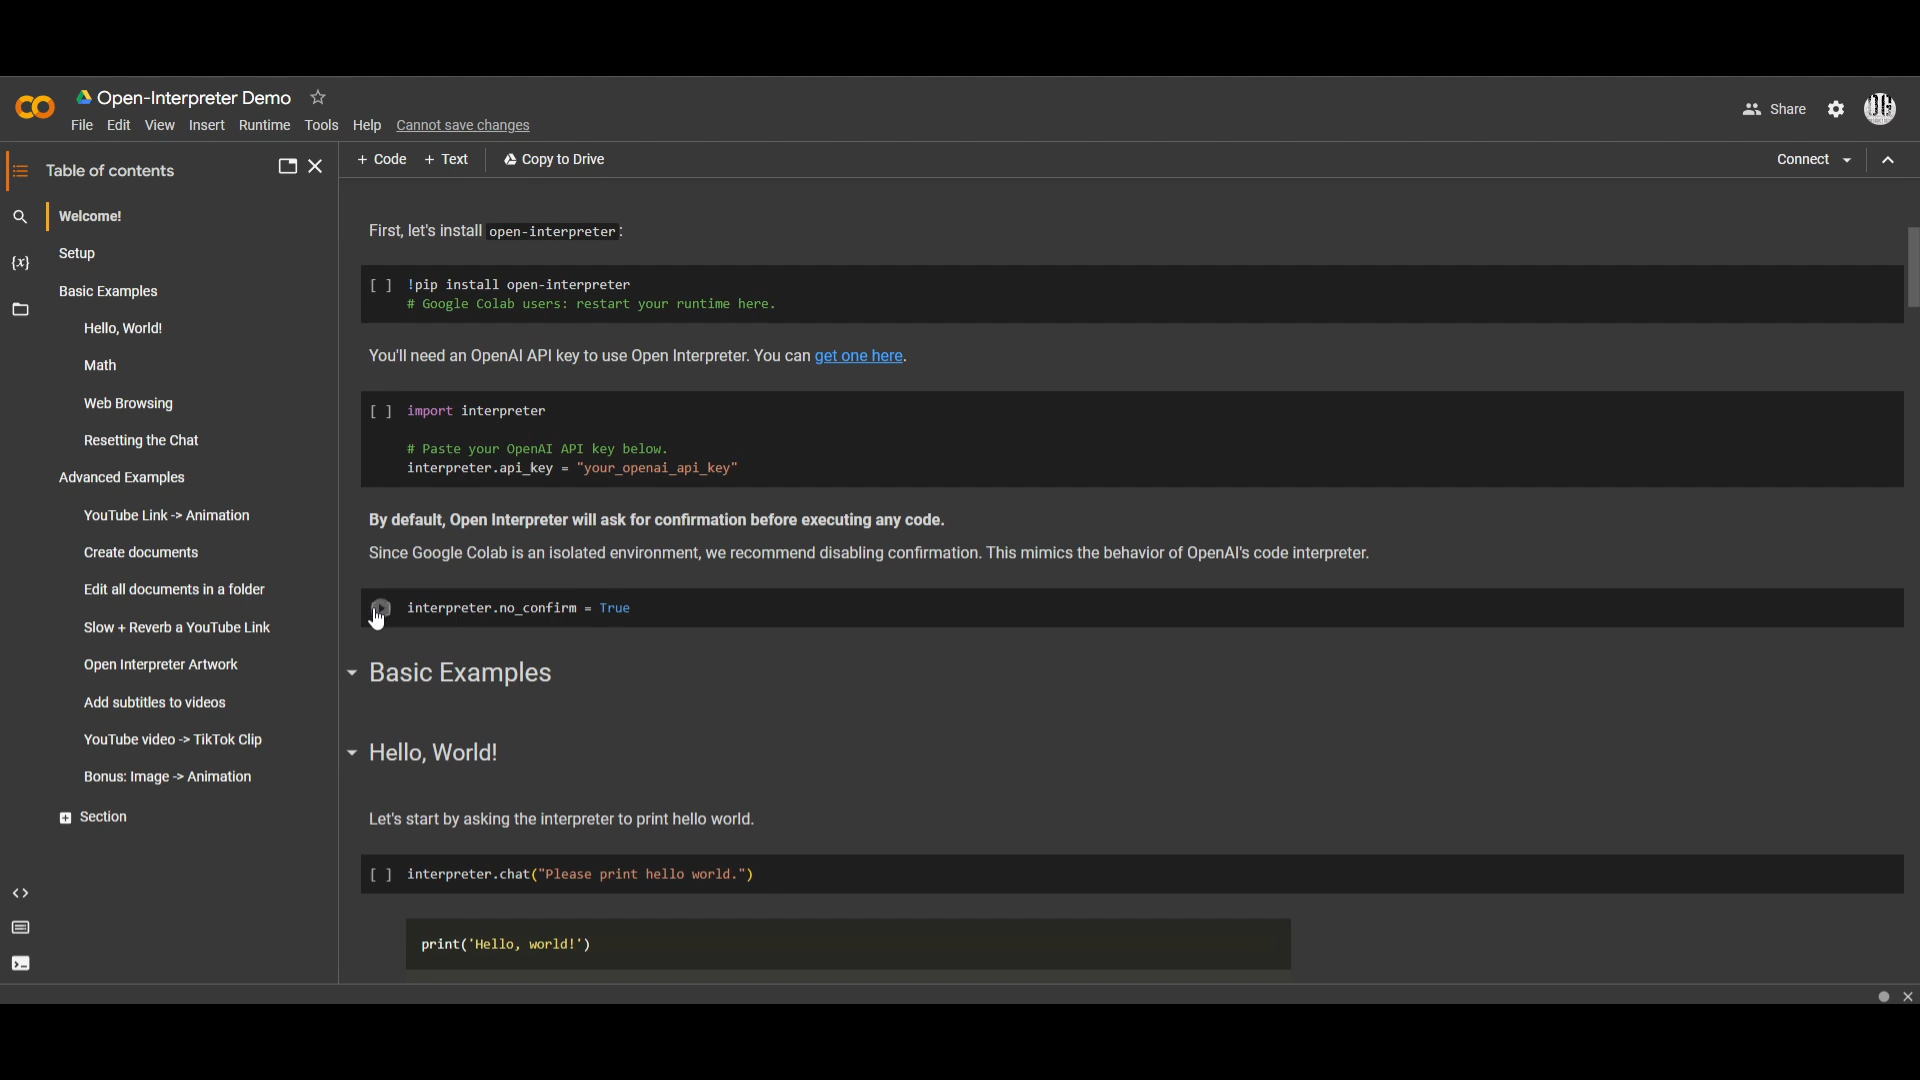 Open-Interpreter Demo
File Edit View Insert Runtime Tools Help Cannot save changes
Share
Table of contents
Welcome!
Setup
Basic Examples
Hello, World!
Math
Web Browsing
Resetting the Chat
Advanced Examples
YouTube Link -> Animation
Create documents
Edit all documents in a folder
Slow + Reverb a YouTube Link
Open Interpreter Artwork
Add subtitles to videos
YouTube video -> TikTok Clip
Bonus: Image -> Animation
Section
+ Code + Text Copy to Drive
Connect
First, let's install open-interpreter:
[ ] !pip install open-interpreter
# Google Colab users: restart your runtime here.
You'll need an OpenAI API key to use Open Interpreter. You can get one here.
[ ] import interpreter
# Paste your OpenAI API key below.
interpreter.api_key = "your_openai_api_key"
By default, Open Interpreter will ask for confirmation before executing any code.
Since Google Colab is an isolated environment, we recommend disabling confirmation. This mimics the behavior of OpenAI's code interpreter.
interpreter.no_confirm = True
Basic Examples
Hello, World!
Let's start by asking the interpreter to print hello world.
[ ] interpreter.chat("Please print hello world.")
print('Hello, world!')